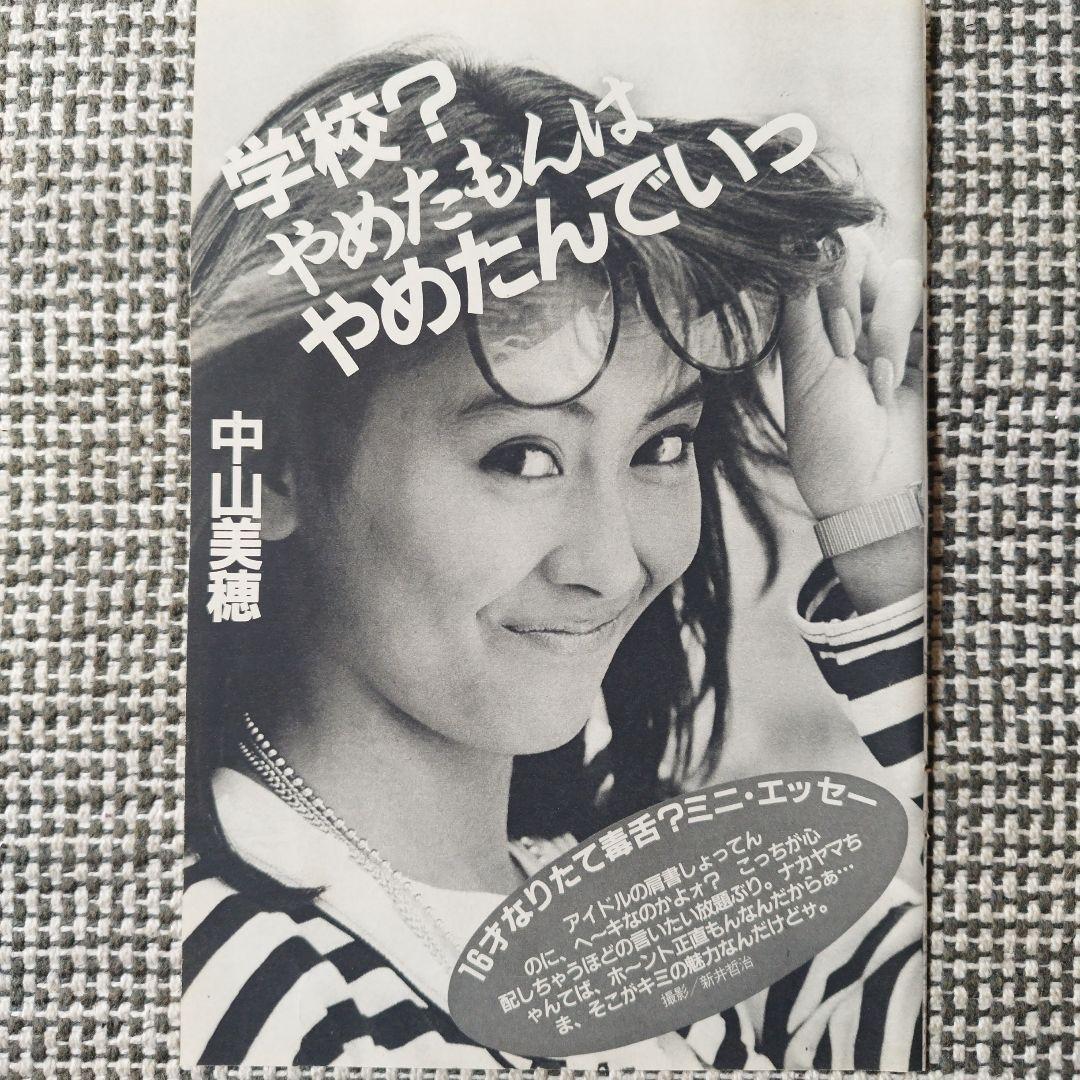 学校?
やめたもんは
やめたんでいっ
中山美穂
16才なりたて毒舌?ミニ・エッセー
アイドルの肩書しょってん
のに、ヘ〜キなのかよォ? こっちが心
配しちゃうほどの言いたい放題ぶり。ナカヤマち
ゃんてば、ホ〜ント正直もんなんだからぁ…
ま、そこがキミの魅力なんだけどサ。
撮影/新井哲治